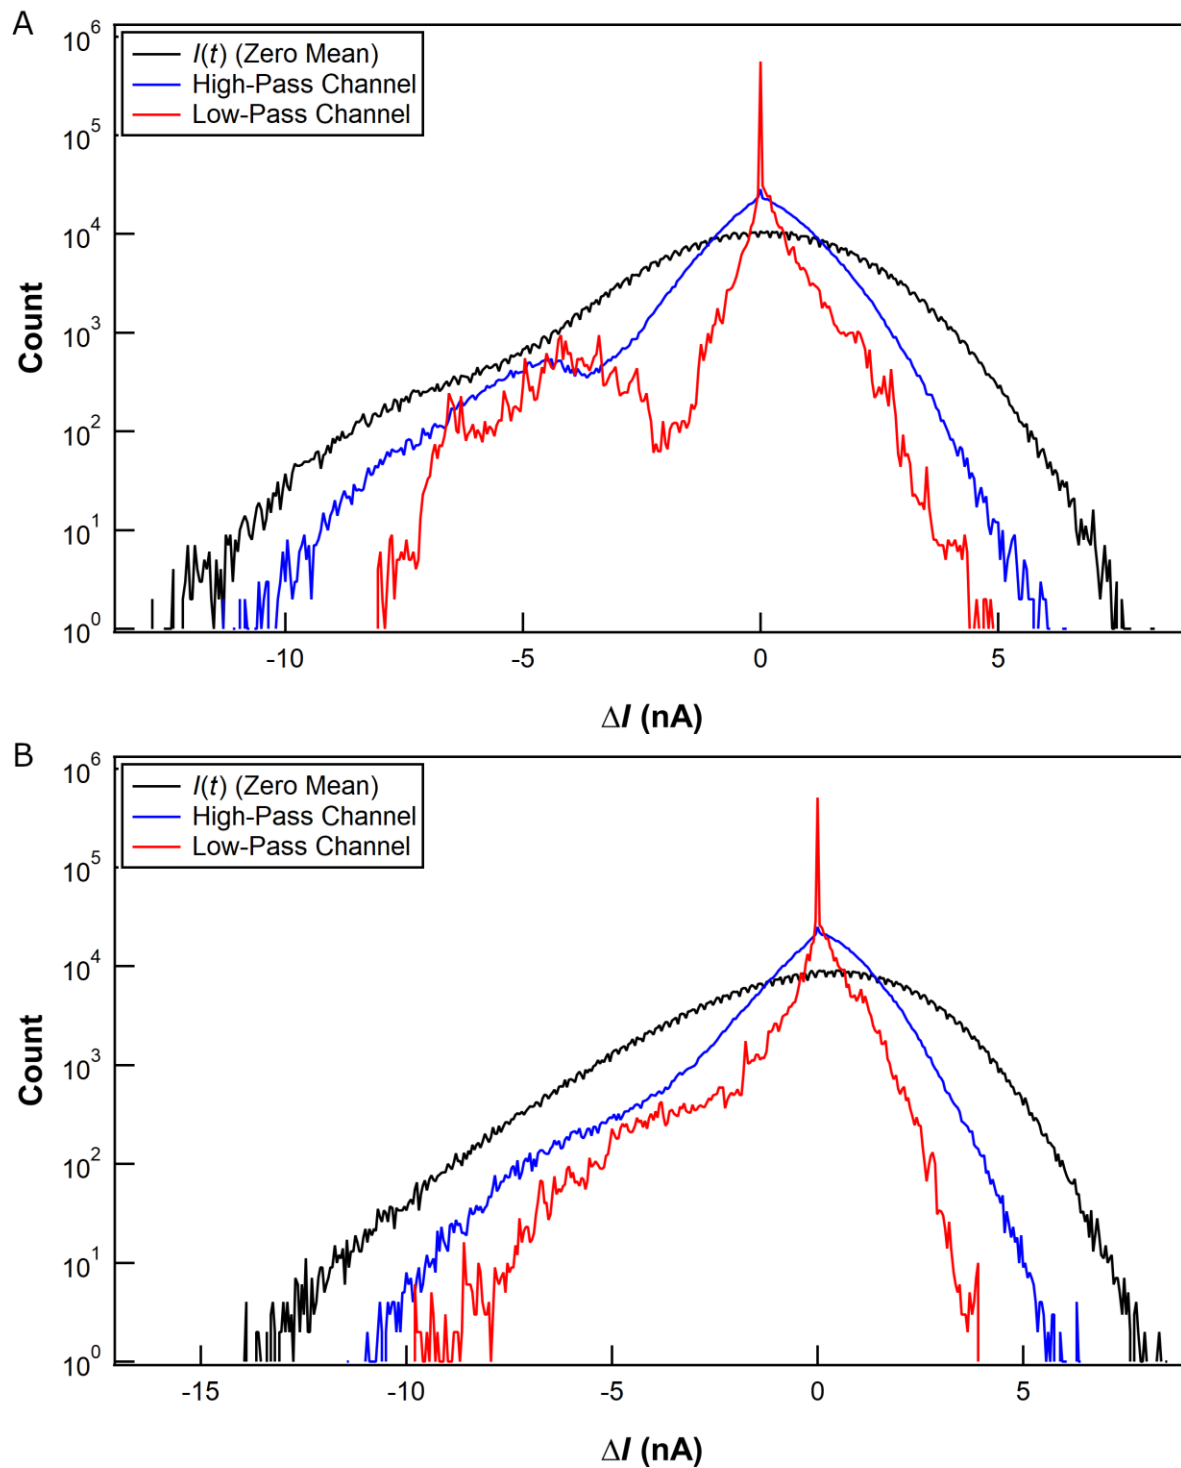 A
10^6
I(t) (Zero Mean)
High-Pass Channel
Low-Pass Channel
10^5
10^4
10^3
10^2
10^1
10^0
Count
-10 -5 0 5
ΔI (nA)
B
10^6
I(t) (Zero Mean)
High-Pass Channel
Low-Pass Channel
10^5
10^4
10^3
10^2
10^1
10^0
Count
-15 -10 -5 0 5
ΔI (nA)